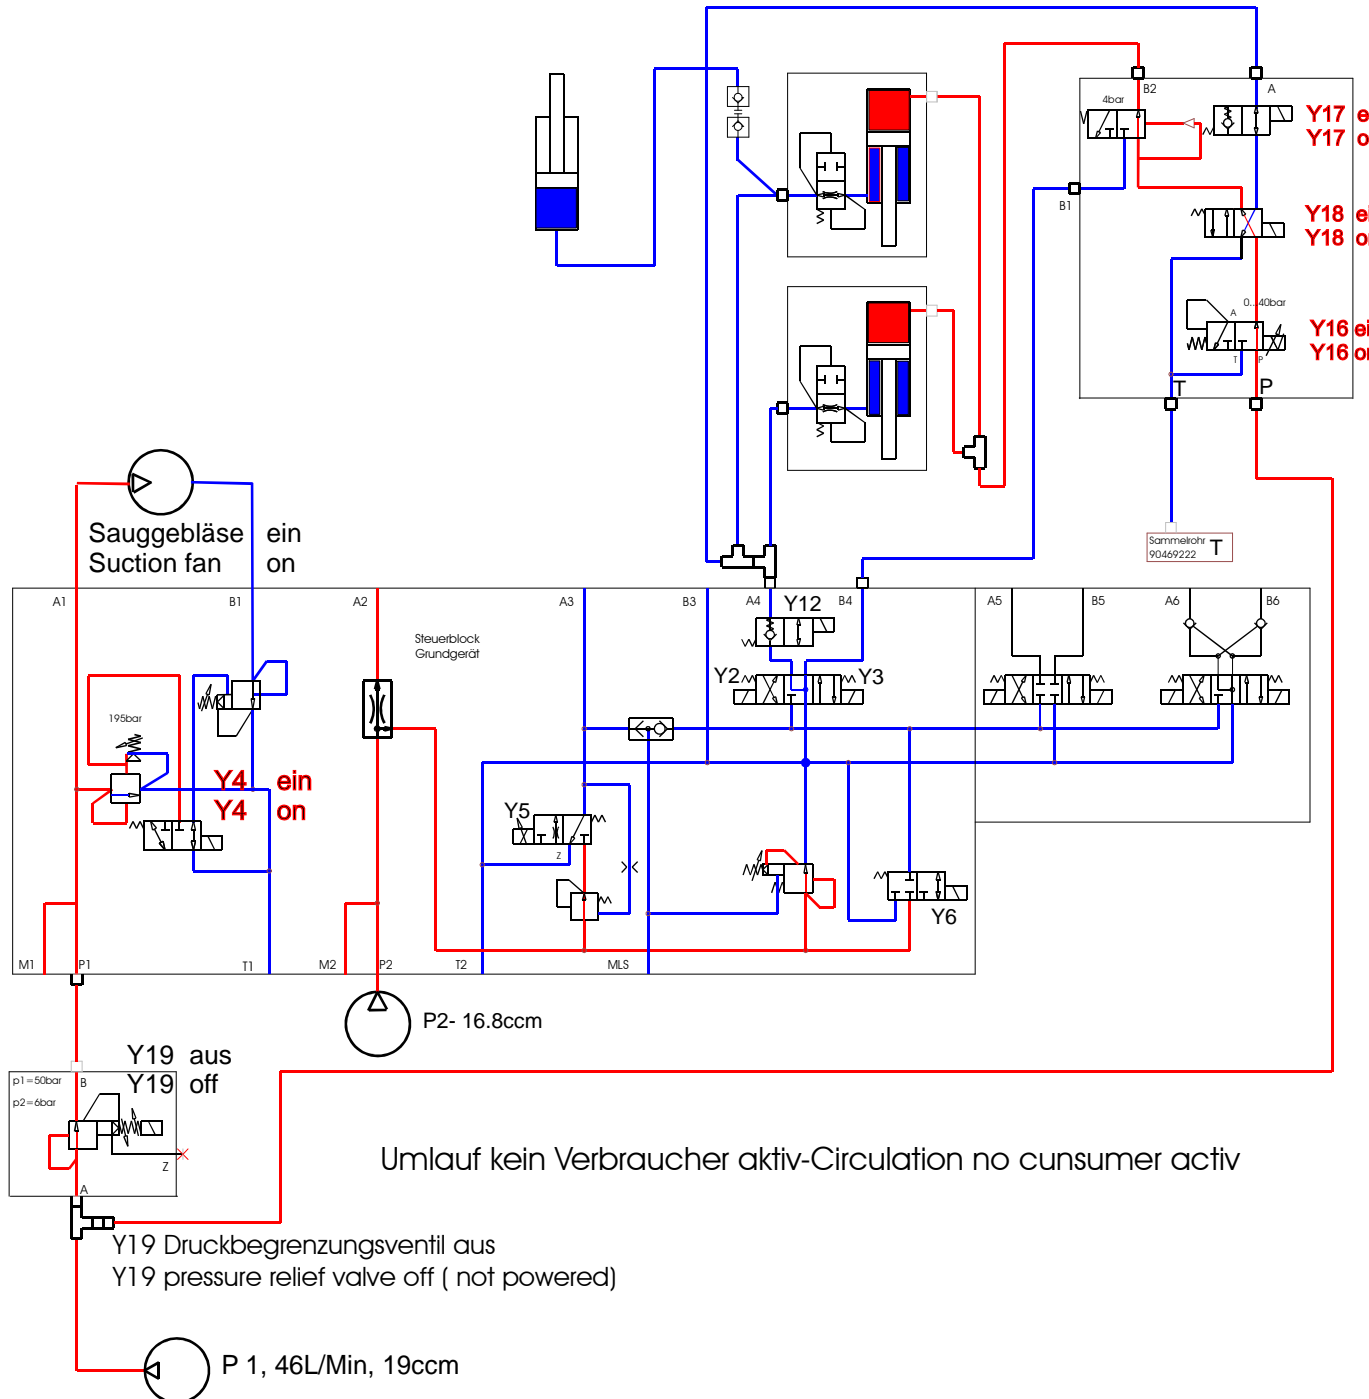 B2
A
4bar
Y17 e
Y17 o
B1
Y18 e
Y18 o
0...40bar
A
Y16 ei
Y16 o
T
P
T
P
Sauggebläse ein
Suction fan on
Sammelrohr T
90469222
A1
B1
A2
A3
B3
A4
Y12
B4
A5
B5
A6
B6
Steuerblock
Grundgerät
Y2
Y3
195bar
Y4 ein
Y4 on
Y5
Z
Y6
M1
P1
T1
M2
P2
T2
MLS
P2- 16.8ccm
Y19 aus
Y19 off
p1=50bar
B
p2=6bar
Z
A
Umlauf kein Verbraucher aktiv-Circulation no cunsumer activ
Y19 Druckbegrenzungsventil aus
Y19 pressure relief valve off ( not powered)
P 1, 46L/Min, 19ccm